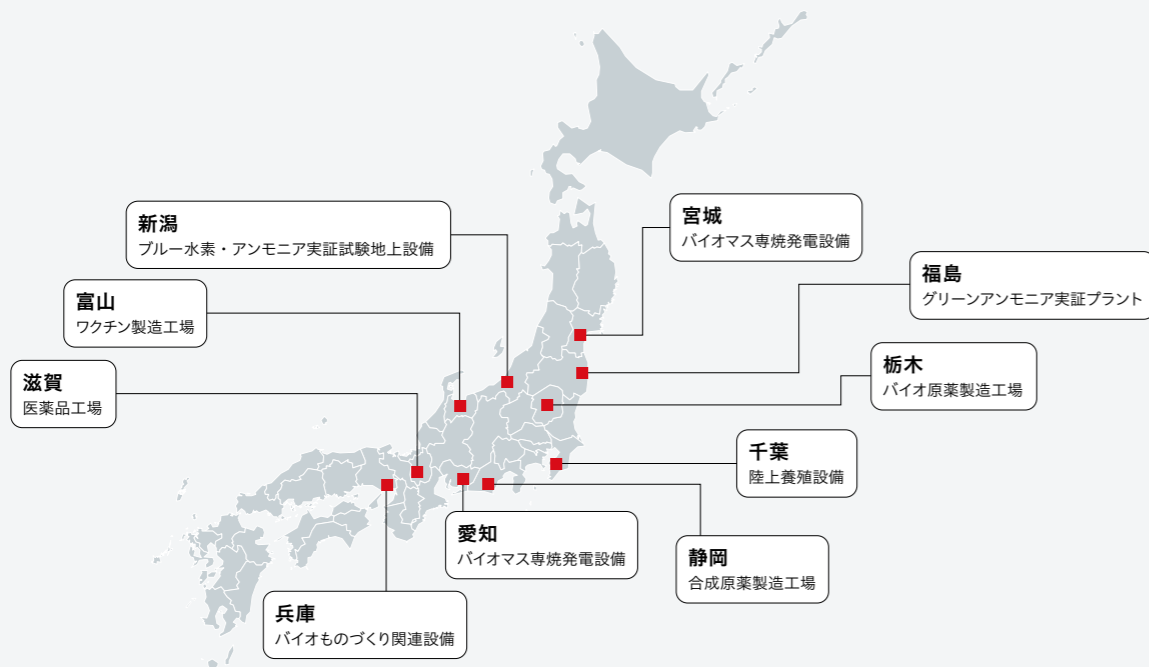 新潟
ブルー水素・アンモニア実証試験地上設備
富山
ワクチン製造工場
滋賀
医薬品工場
宮城
バイオマス専焼発電設備
福島
グリーンアンモニア実証プラント
栃木
バイオ原薬製造工場
千葉
陸上養殖設備
静岡
合成原薬製造工場
愛知
バイオマス専焼発電設備
兵庫
バイオものづくり関連設備